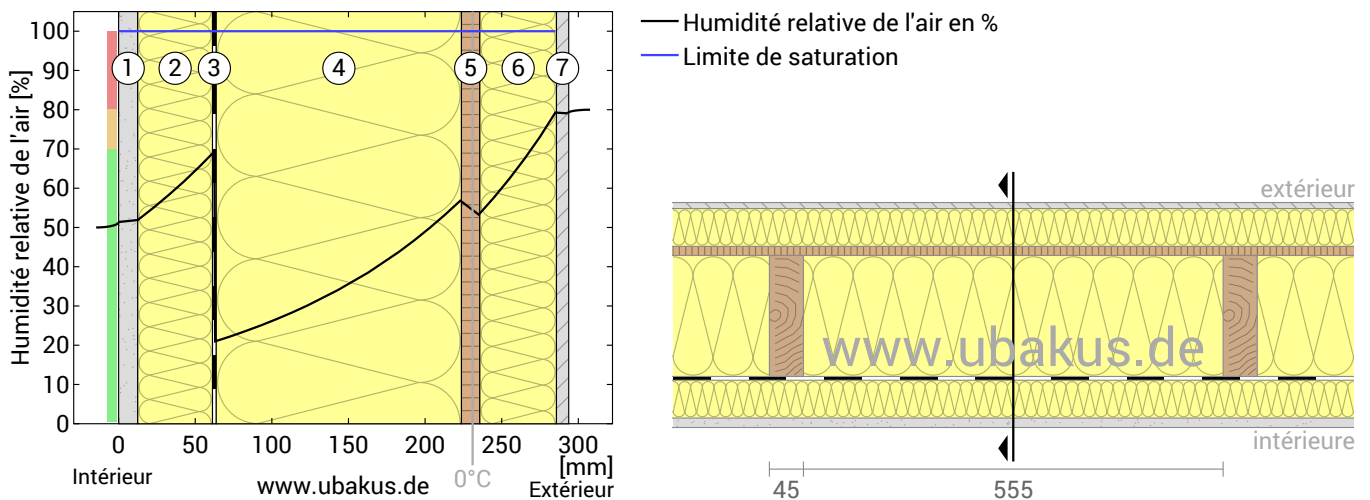 Humidité relative de l'air [%]
100
90
80
70
60
50
40
30
20
10
0
1 2 3 4 5 6 7
0 50 100 150 200 250 300
[mm]
Intérieur
www.ubakus.de
0°C
Extérieur
Humidité relative de l'air en %
Limite de saturation
extérieur
www.ubakus.de
intérieure
45 555